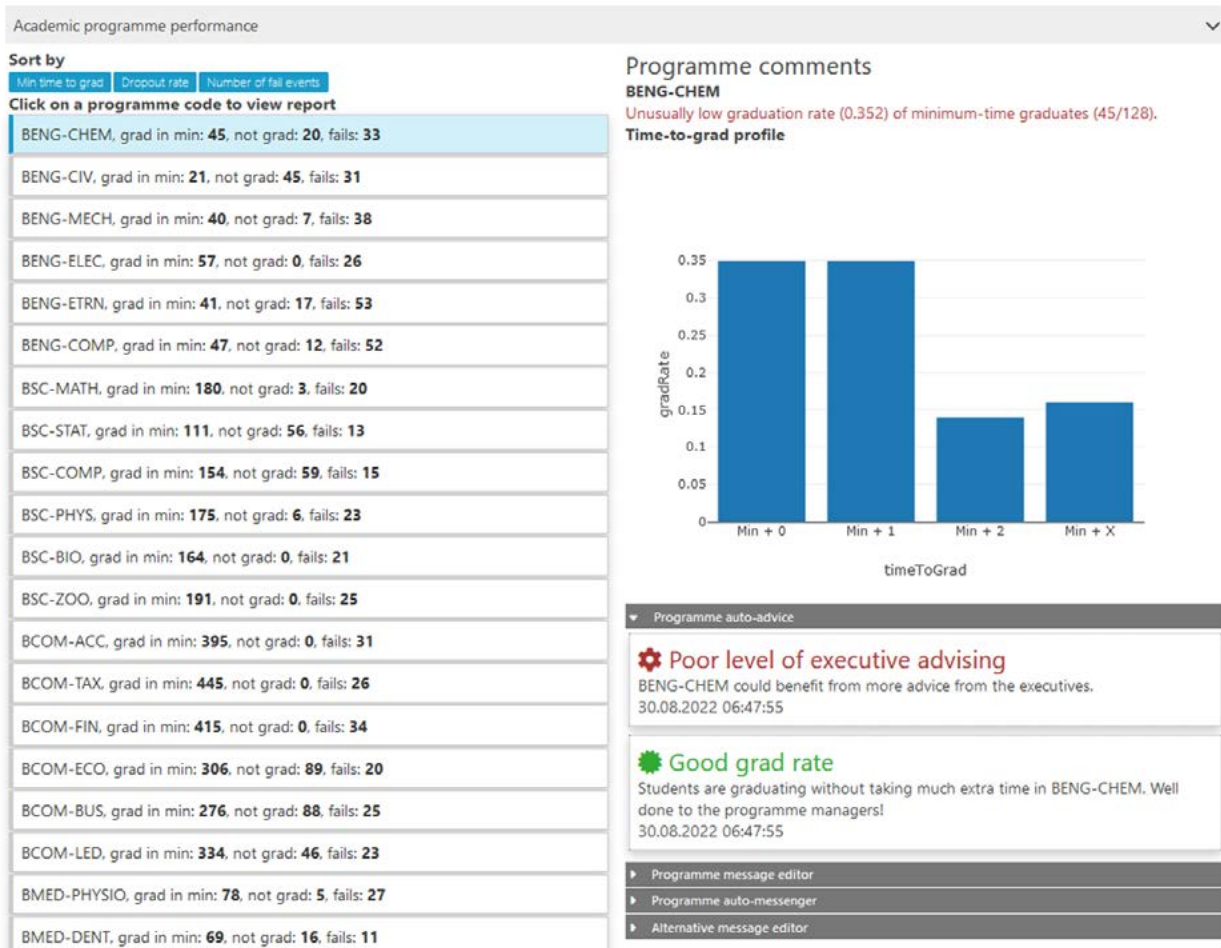 Academic programme performance
Sort by
Min time to grad Dropout rate Number of fail events
Click on a programme code to view report
BENG-CHEM, grad in min: 45, not grad: 20, fails: 33
BENG-CIV, grad in min: 21, not grad: 45, fails: 31
BENG-MECH, grad in min: 40, not grad: 7, fails: 38
BENG-ELEC, grad in min: 57, not grad: 0, fails: 26
BENG-ETRN, grad in min: 41, not grad: 17, fails: 53
BENG-COMP, grad in min: 47, not grad: 12, fails: 52
BSC-MATH, grad in min: 180, not grad: 3, fails: 20
BSC-STAT, grad in min: 111, not grad: 56, fails: 13
BSC-COMP, grad in min: 154, not grad: 59, fails: 15
BSC-PHYS, grad in min: 175, not grad: 6, fails: 23
BSC-BIO, grad in min: 164, not grad: 0, fails: 21
BSC-ZOO, grad in min: 191, not grad: 0, fails: 25
BCOM-ACC, grad in min: 395, not grad: 0, fails: 31
BCOM-TAX, grad in min: 445, not grad: 0, fails: 26
BCOM-FIN, grad in min: 415, not grad: 0, fails: 34
BCOM-ECO, grad in min: 306, not grad: 89, fails: 20
BCOM-BUS, grad in min: 276, not grad: 88, fails: 25
BCOM-LED, grad in min: 334, not grad: 46, fails: 23
BMED-PHYSIO, grad in min: 78, not grad: 5, fails: 27
BMED-DENT, grad in min: 69, not grad: 16, fails: 11
Programme comments
BENG-CHEM
Unusually low graduation rate (0.352) of minimum-time graduates (45/128).
Time-to-grad profile
0.35
0.3
0.25
0.2
0.15
0.1
0.05
0
gradRate
Min + 0 Min + 1 Min + 2 Min + X
timeToGrad
Programme auto-advice
Poor level of executive advising
BENG-CHEM could benefit from more advice from the executives.
30.08.2022 06:47:55
Good grad rate
Students are graduating without taking much extra time in BENG-CHEM. Well
done to the programme managers!
30.08.2022 06:47:55
Programme message editor
Programme auto-messenger
Alternative message editor